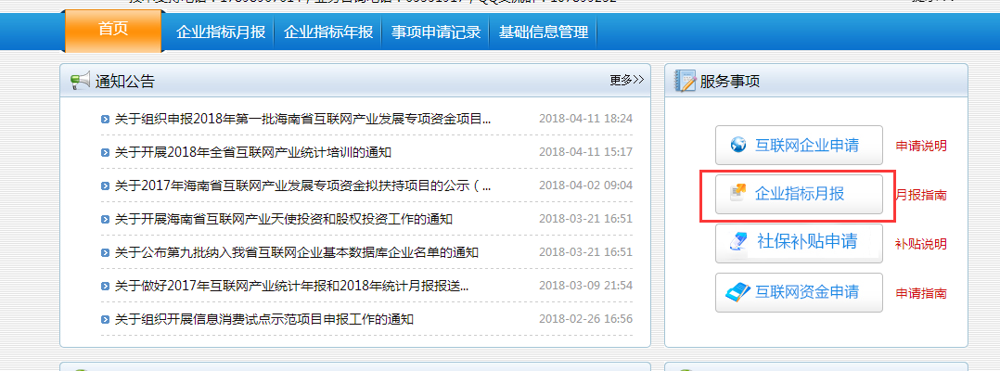 首页 企业指标月报 企业指标年报 事项申请记录 基础信息管理
通知公告 更多>>
关于组织申报2018年第一批海南省互联网产业发展专项资金项目... 2018-04-11 18:24
关于开展2018年全省互联网产业统计培训的通知 2018-04-11 15:17
关于2017年海南省互联网产业发展专项资金拟扶持项目的公示（... 2018-04-02 09:04
关于开展海南省互联网产业天使投资和股权投资工作的通知 2018-03-21 16:51
关于公布第九批纳入我省互联网企业基本数据库企业名单的通知 2018-03-21 16:51
关于做好2017年互联网产业统计年报和2018年统计月报报送... 2018-03-09 21:54
关于组织开展信息消费试点示范项目申报工作的通知 2018-02-26 16:56
服务事项
互联网企业申请 申请说明
企业指标月报 月报指南
社保补贴申请 补贴说明
互联网资金申请 申请指南